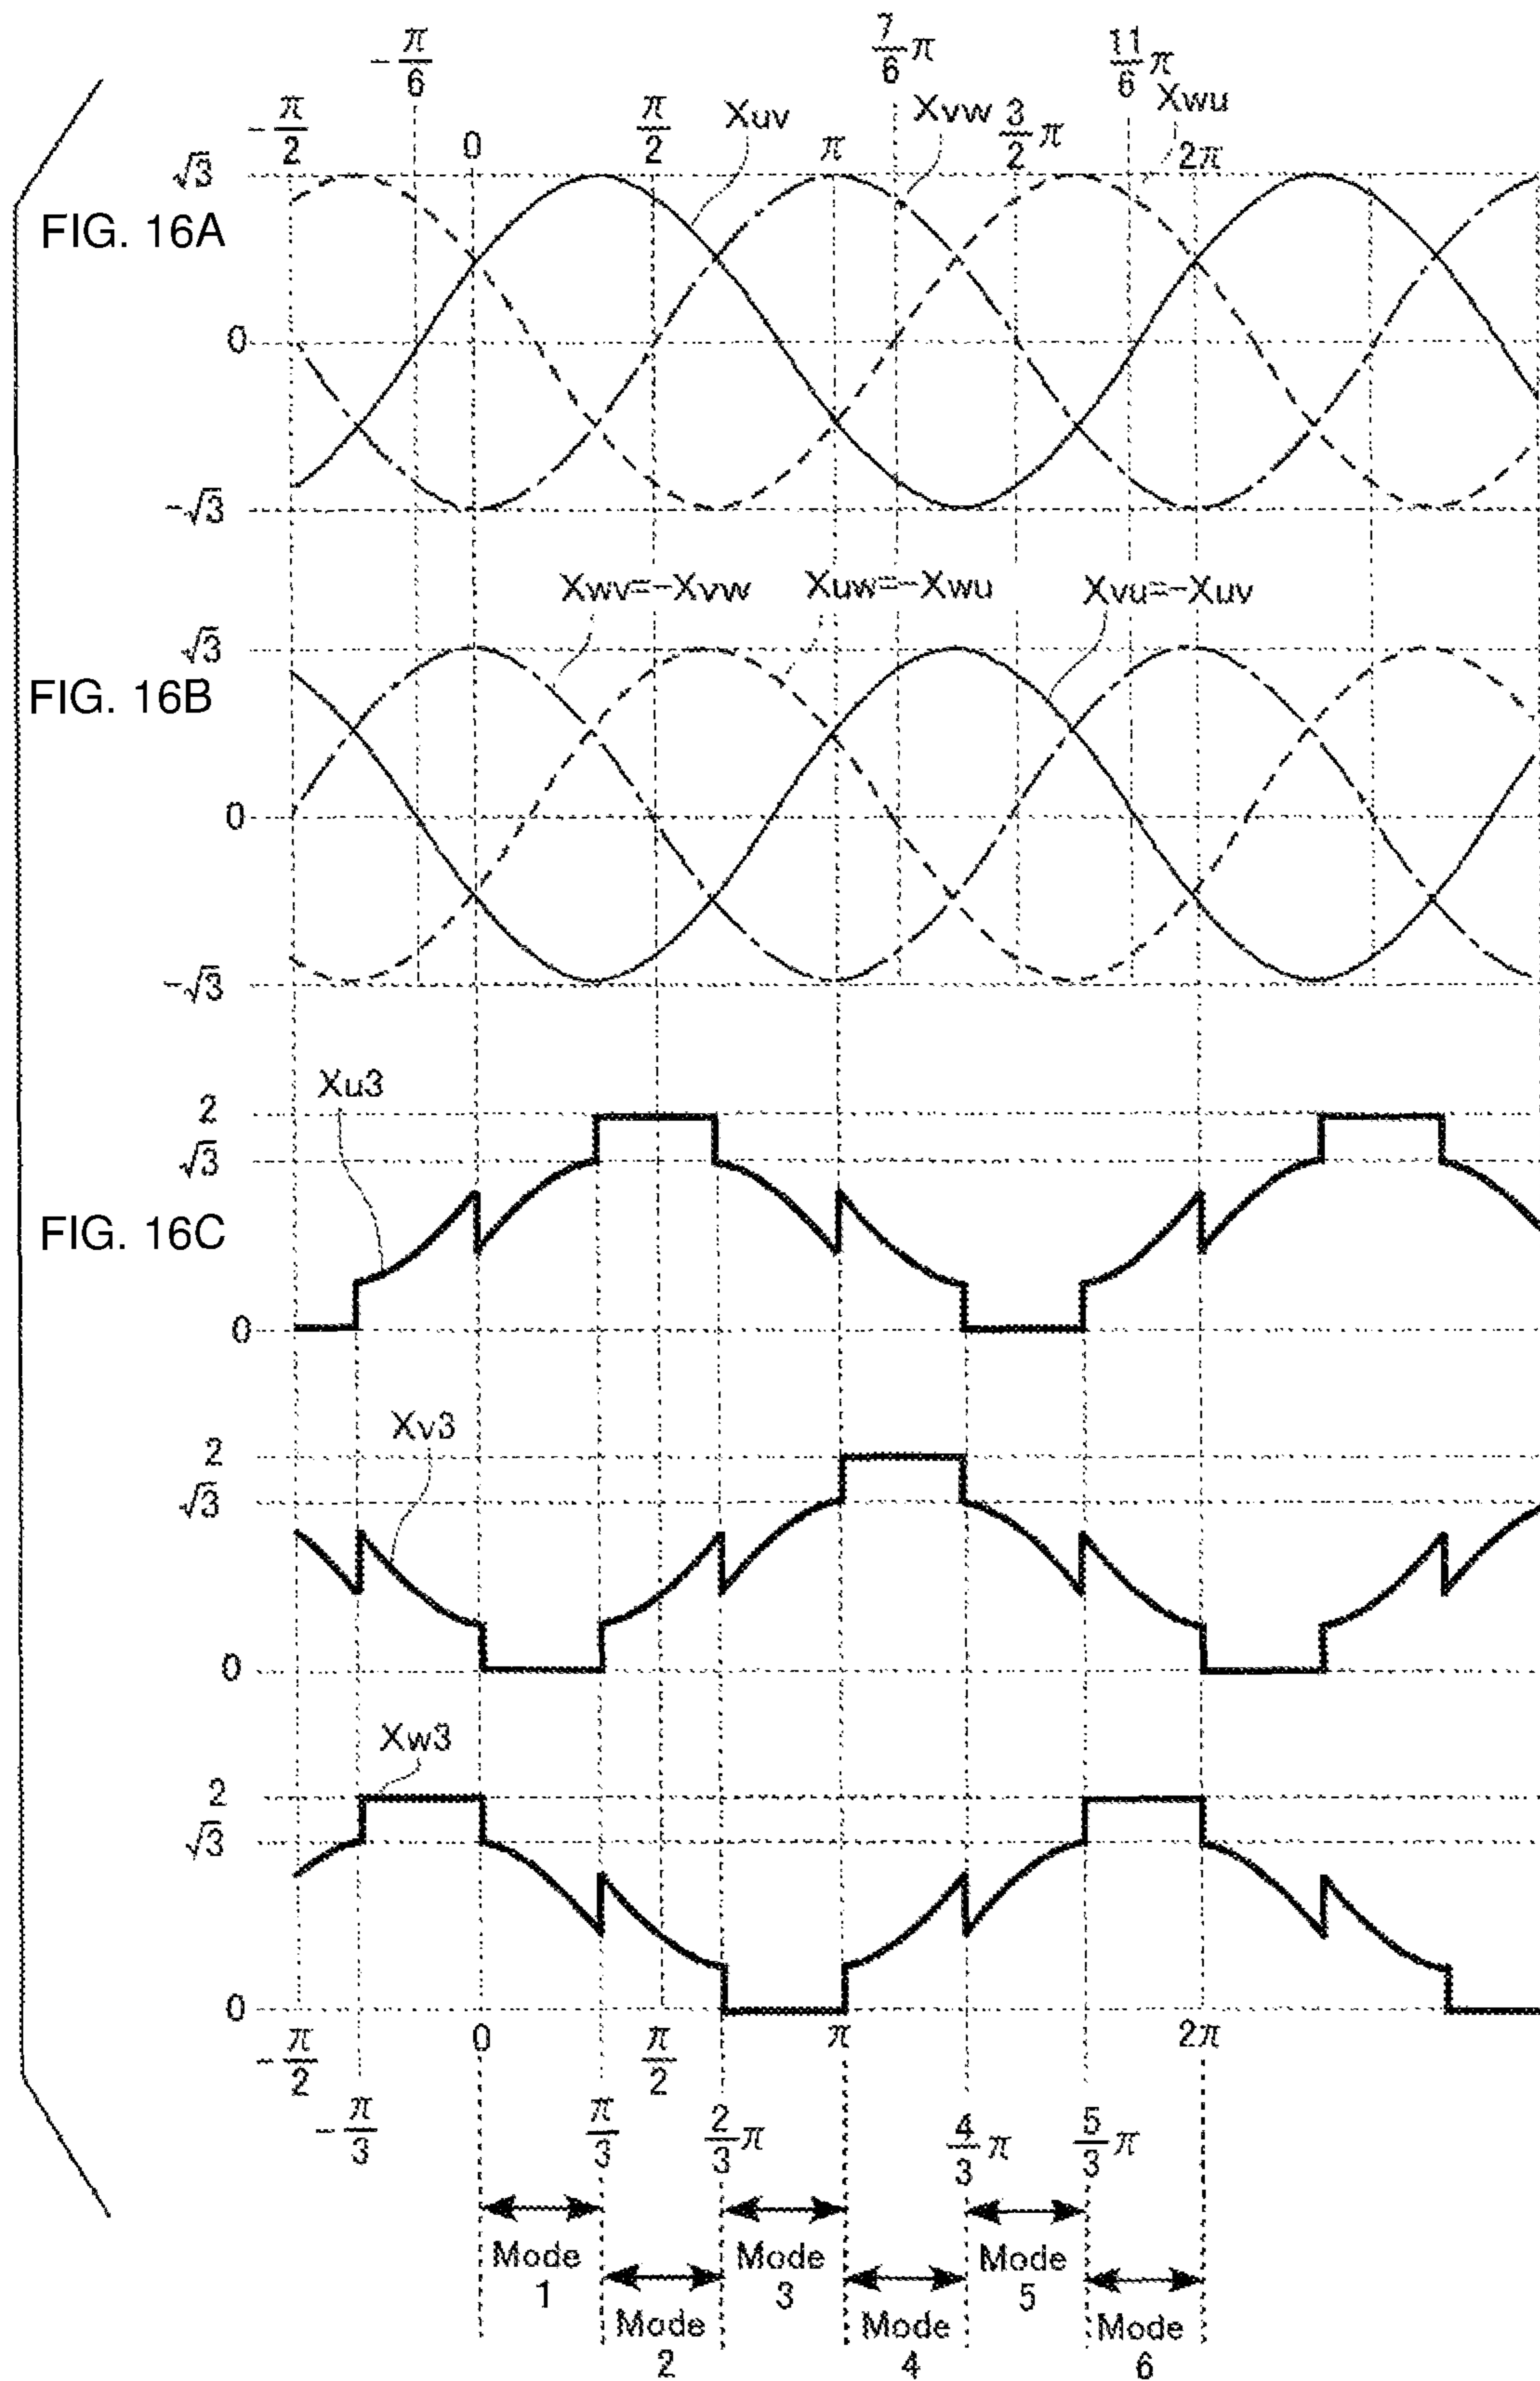 -π/6 7/6 π 11/6 π
-π/2 0 π/2 Xuv π Xvw 3/2 π Xwu 2π
√3
FIG. 16A
0
-√3
Xwv=-Xvw Xuw=-Xwu Xvu=-Xuv
√3
FIG. 16B
0
-√3
Xu3
2
√3
FIG. 16C
0
Xv3
2
√3
0
Xw3
2
√3
0
-π/2 0 π/2 π 2π
-π/3 π/3 2/3 π 4/3 π 5/3 π
Mode 1 Mode 3 Mode 5
Mode 2 Mode 4 Mode 6